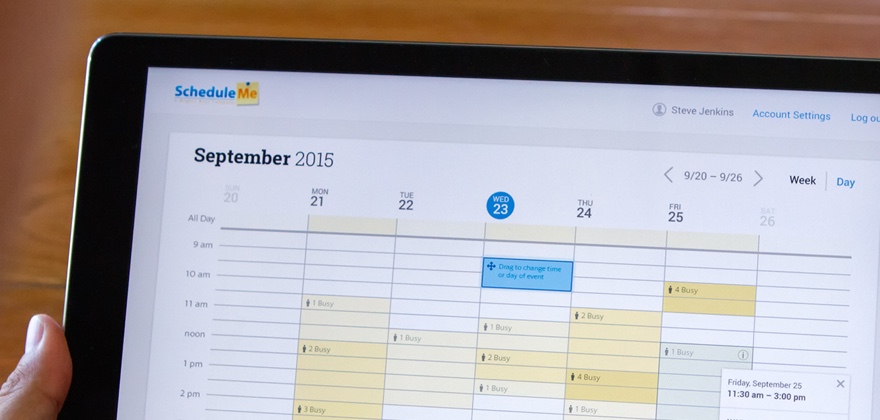 ScheduleMe
Steve Jenkins Account Settings Log ou
September 2015
9/20 – 9/26 Week Day
SUN MON TUE WED THU FRI SAT
20 21 22 23 24 25 26
All Day
9 am
Drag to change time
or day of event
10 am
4 Busy
11 am
1 Busy
2 Busy
1 Busy
noon
1 Busy
1 Busy
2 Busy
2 Busy
1 pm
4 Busy
Friday, September 25
11:30 am – 3:00 pm
1 Busy
2 pm
3 Busy
1 Busy